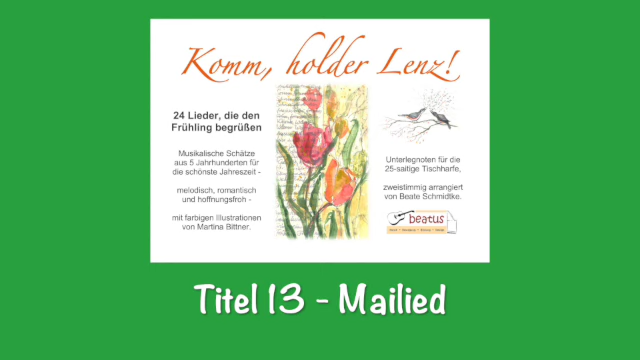 Komm, holder Lenz!
24 Lieder, die den
Frühling begrüßen
Musikalische Schätze
aus 5 Jahrhunderten für
die schönste Jahreszeit -
melodisch, romantisch
und hoffnungsfroh -
mit farbigen Illustrationen
von Martina Bittner.
Unterlegnoten für die
25-saitige Tischharfe,
zweistimmig arrangiert
von Beate Schmidtke.
beatus
Titel 13 - Mailied